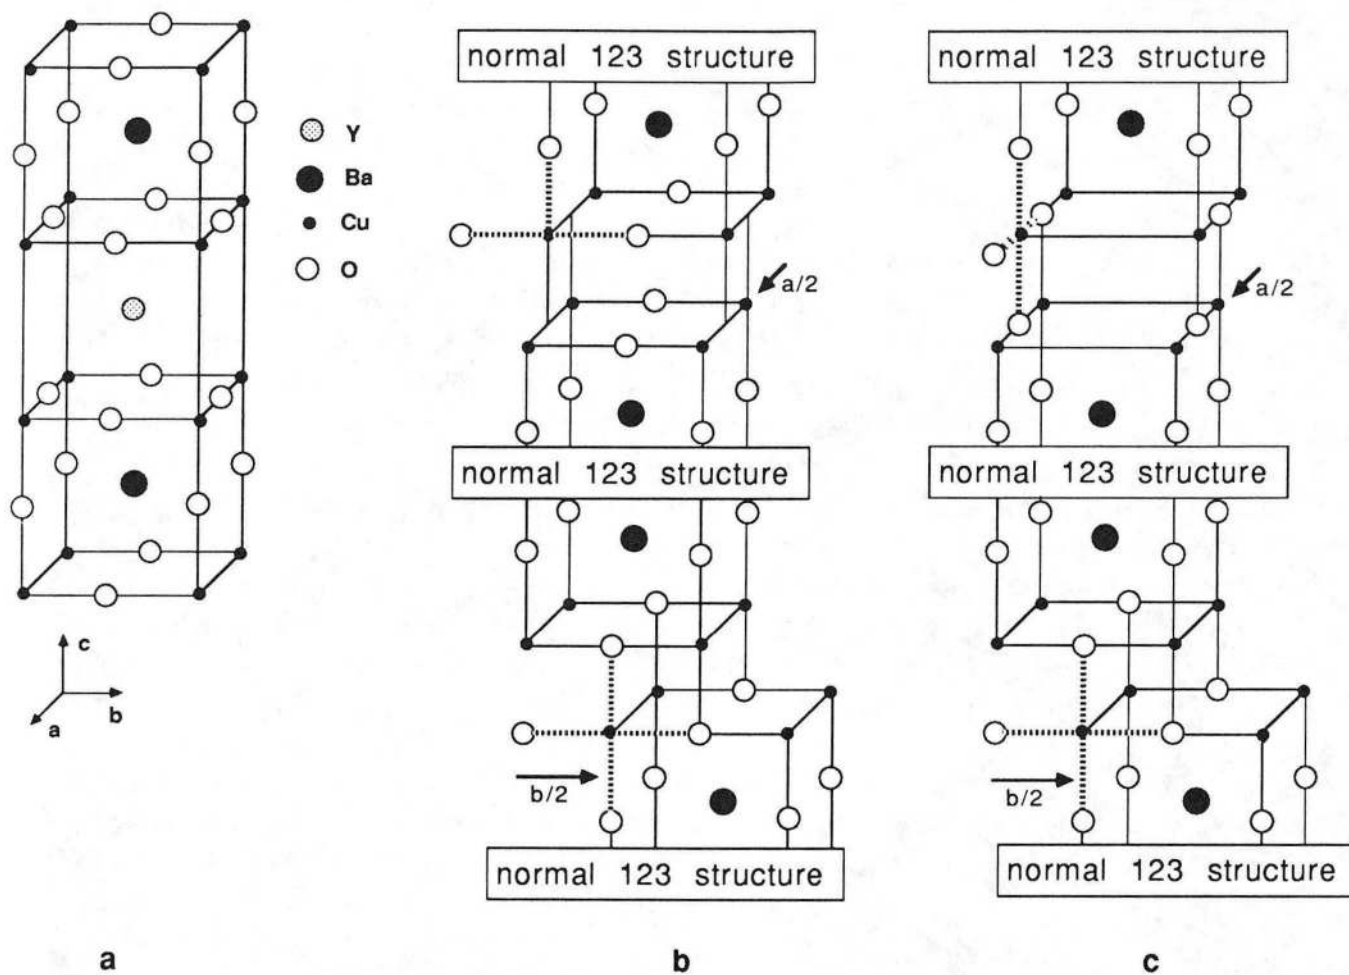 normal 123 structure
normal 123 structure
Y
Ba
Cu
O
a/2
a/2
normal 123 structure
normal 123 structure
c
b
a
b/2
b/2
normal 123 structure
normal 123 structure
a
b
c